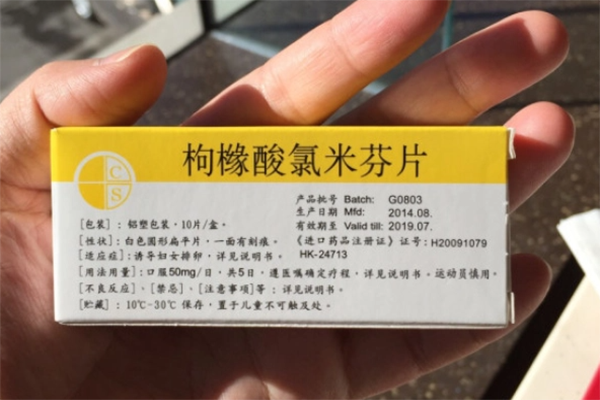 枸橼酸氯米芬片
C
S
产品批号 Batch: G0803
生产日期 Mfd: 2014.08.
有效期至 Valid till: 2019.07.
《进口药品注册证》证号: H20091079
HK-24713
[包装]: 铝塑包装, 10片/盒。
[性状]: 白色圆形扁平片, 一面有刻痕。
[适应症]: 诱导妇女排卵, 详见说明书。
[用法用量]: 口服50mg/日, 共5日, 遵医嘱确定疗程, 详见说明书。运动员慎用。
[不良反应]、[禁忌]、[注意事项]等: 详见说明书。
[贮藏]: 10℃-30℃ 保存, 置于儿童不可触及处。